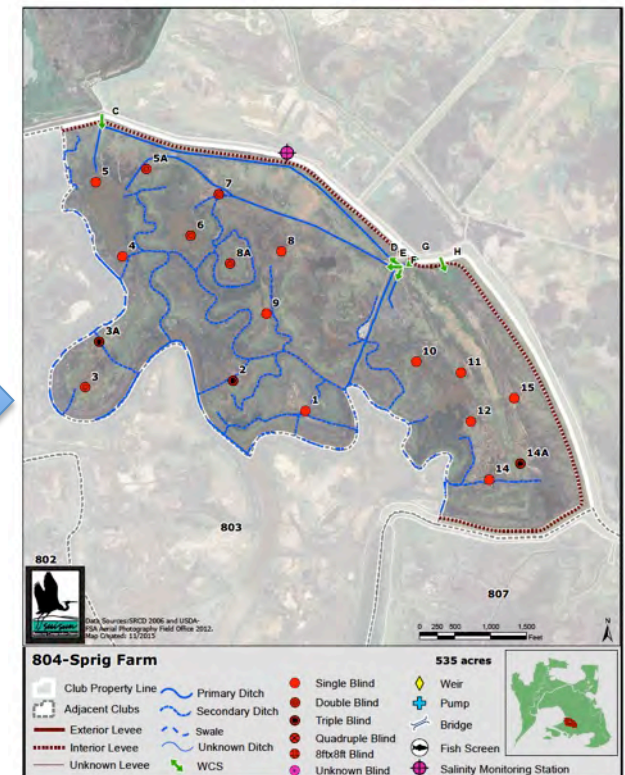 C
5A
5
7
6
8
4
8A
D
E
G
F
H
9
3A
10
11
3
2
15
1
12
14A
14
803
802
807
Suisun
Resource Conservation District
Data Sources:SRCD 2006 and USDA-
FSA Aerial Photography Field Office 2012.
Map Created: 11/2015
0 250 500 1,000 1,500
Feet
N
804-Sprig Farm
535 acres
Club Property Line
Adjacent Clubs
Exterior Levee
Interior Levee
Unknown Levee
Primary Ditch
Secondary Ditch
Swale
Unknown Ditch
WCS
Single Blind
Double Blind
Triple Blind
Quadruple Blind
8ftx8ft Blind
Unknown Blind
Weir
Pump
Bridge
Fish Screen
Salinity Monitoring Station